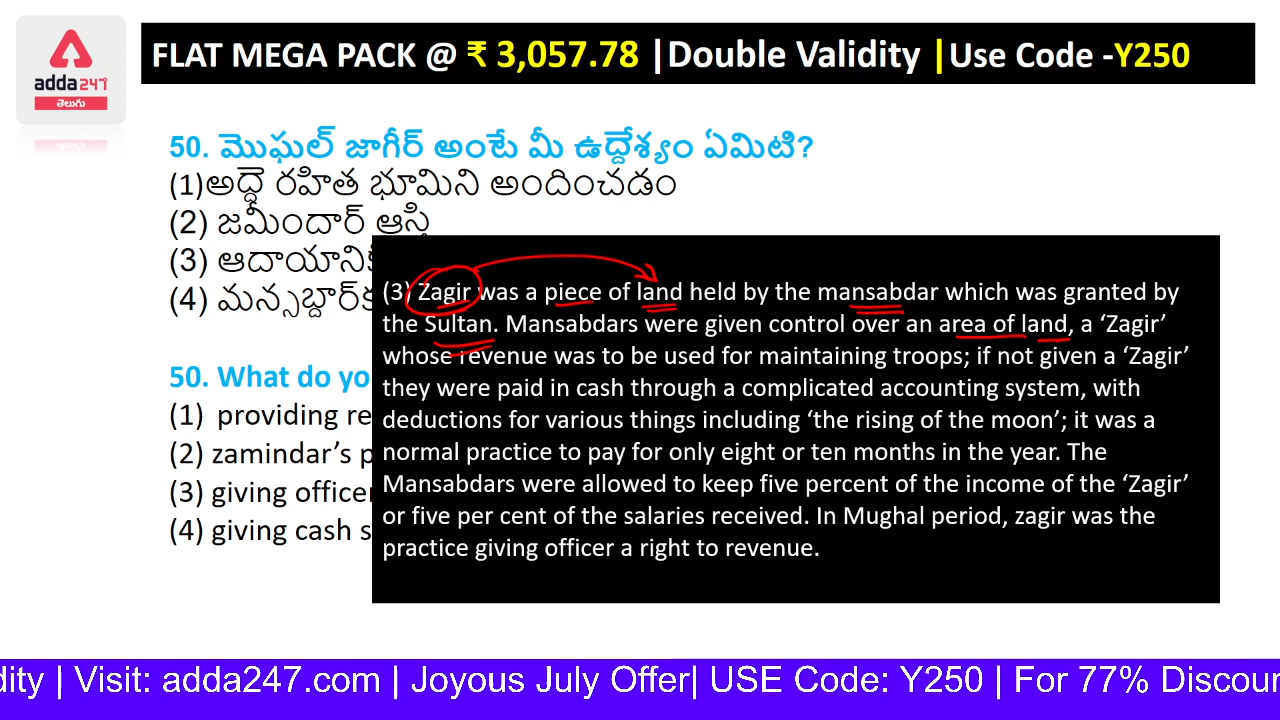 FLAT MEGA PACK @ ₹ 3,057.78 |Double Validity |Use Code -Y250
adda247
తెలుగు
50. మొఘల్ జాగీర్ అంటే మీ ఉద్దేశ్యం ఏమిటి?
(1)అద్దె రహిత భూమిని అందించడం
(2) జమీందార్ ఆస్తి
(3) ఆదాయానిక
(4) మన్సబ్దార్‌క
(3) Zagir was a piece of land held by the mansabdar which was granted by
the Sultan. Mansabdars were given control over an area of land, a ‘Zagir’
whose revenue was to be used for maintaining troops; if not given a ‘Zagir’
they were paid in cash through a complicated accounting system, with
deductions for various things including ‘the rising of the moon’; it was a
normal practice to pay for only eight or ten months in the year. The
Mansabdars were allowed to keep five percent of the income of the ‘Zagir’
or five per cent of the salaries received. In Mughal period, zagir was the
practice giving officer a right to revenue.
50. What do yo
(1) providing re
(2) zamindar’s p
(3) giving officer
(4) giving cash s
dity | Visit: adda247.com | Joyous July Offer| USE Code: Y250 | For 77% Discoun